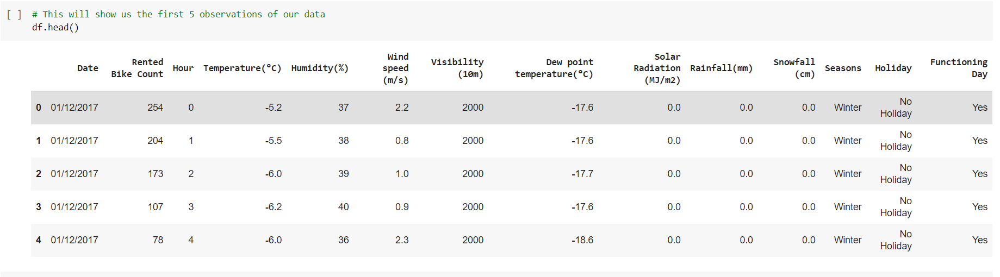 [ ] # This will show us the first 5 observations of our data
df.head()
Date Rented Bike Count Hour Temperature(°C) Humidity(%) Wind speed (m/s) Visibility (10m) Dew point temperature(°C) Solar Radiation (MJ/m2) Rainfall(mm) Snowfall (cm) Seasons Holiday Functioning Day
0 01/12/2017 254 0 -5.2 37 2.2 2000 -17.6 0.0 0.0 0.0 Winter No Holiday Yes
1 01/12/2017 204 1 -5.5 38 0.8 2000 -17.6 0.0 0.0 0.0 Winter No Holiday Yes
2 01/12/2017 173 2 -6.0 39 1.0 2000 -17.7 0.0 0.0 0.0 Winter No Holiday Yes
3 01/12/2017 107 3 -6.2 40 0.9 2000 -17.6 0.0 0.0 0.0 Winter No Holiday Yes
4 01/12/2017 78 4 -6.0 36 2.3 2000 -18.6 0.0 0.0 0.0 Winter No Holiday Yes